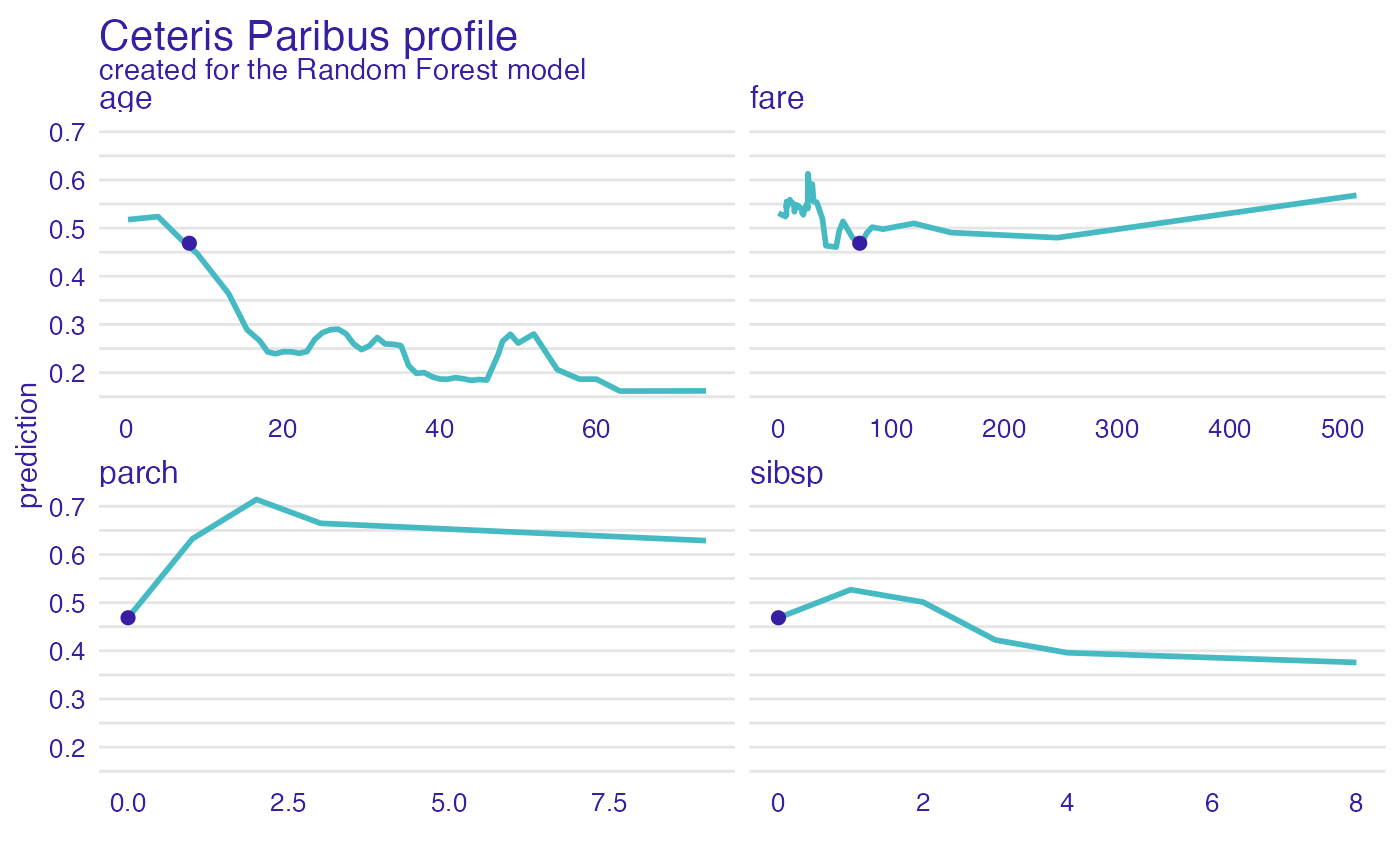 Ceteris Paribus profile
created for the Random Forest model
age
fare
0.7
0.6
0.5
0.4
0.3
0.2
0 20 40 60
0 100 200 300 400 500
prediction
parch
sibsp
0.7
0.6
0.5
0.4
0.3
0.2
0.0 2.5 5.0 7.5
0 2 4 6 8